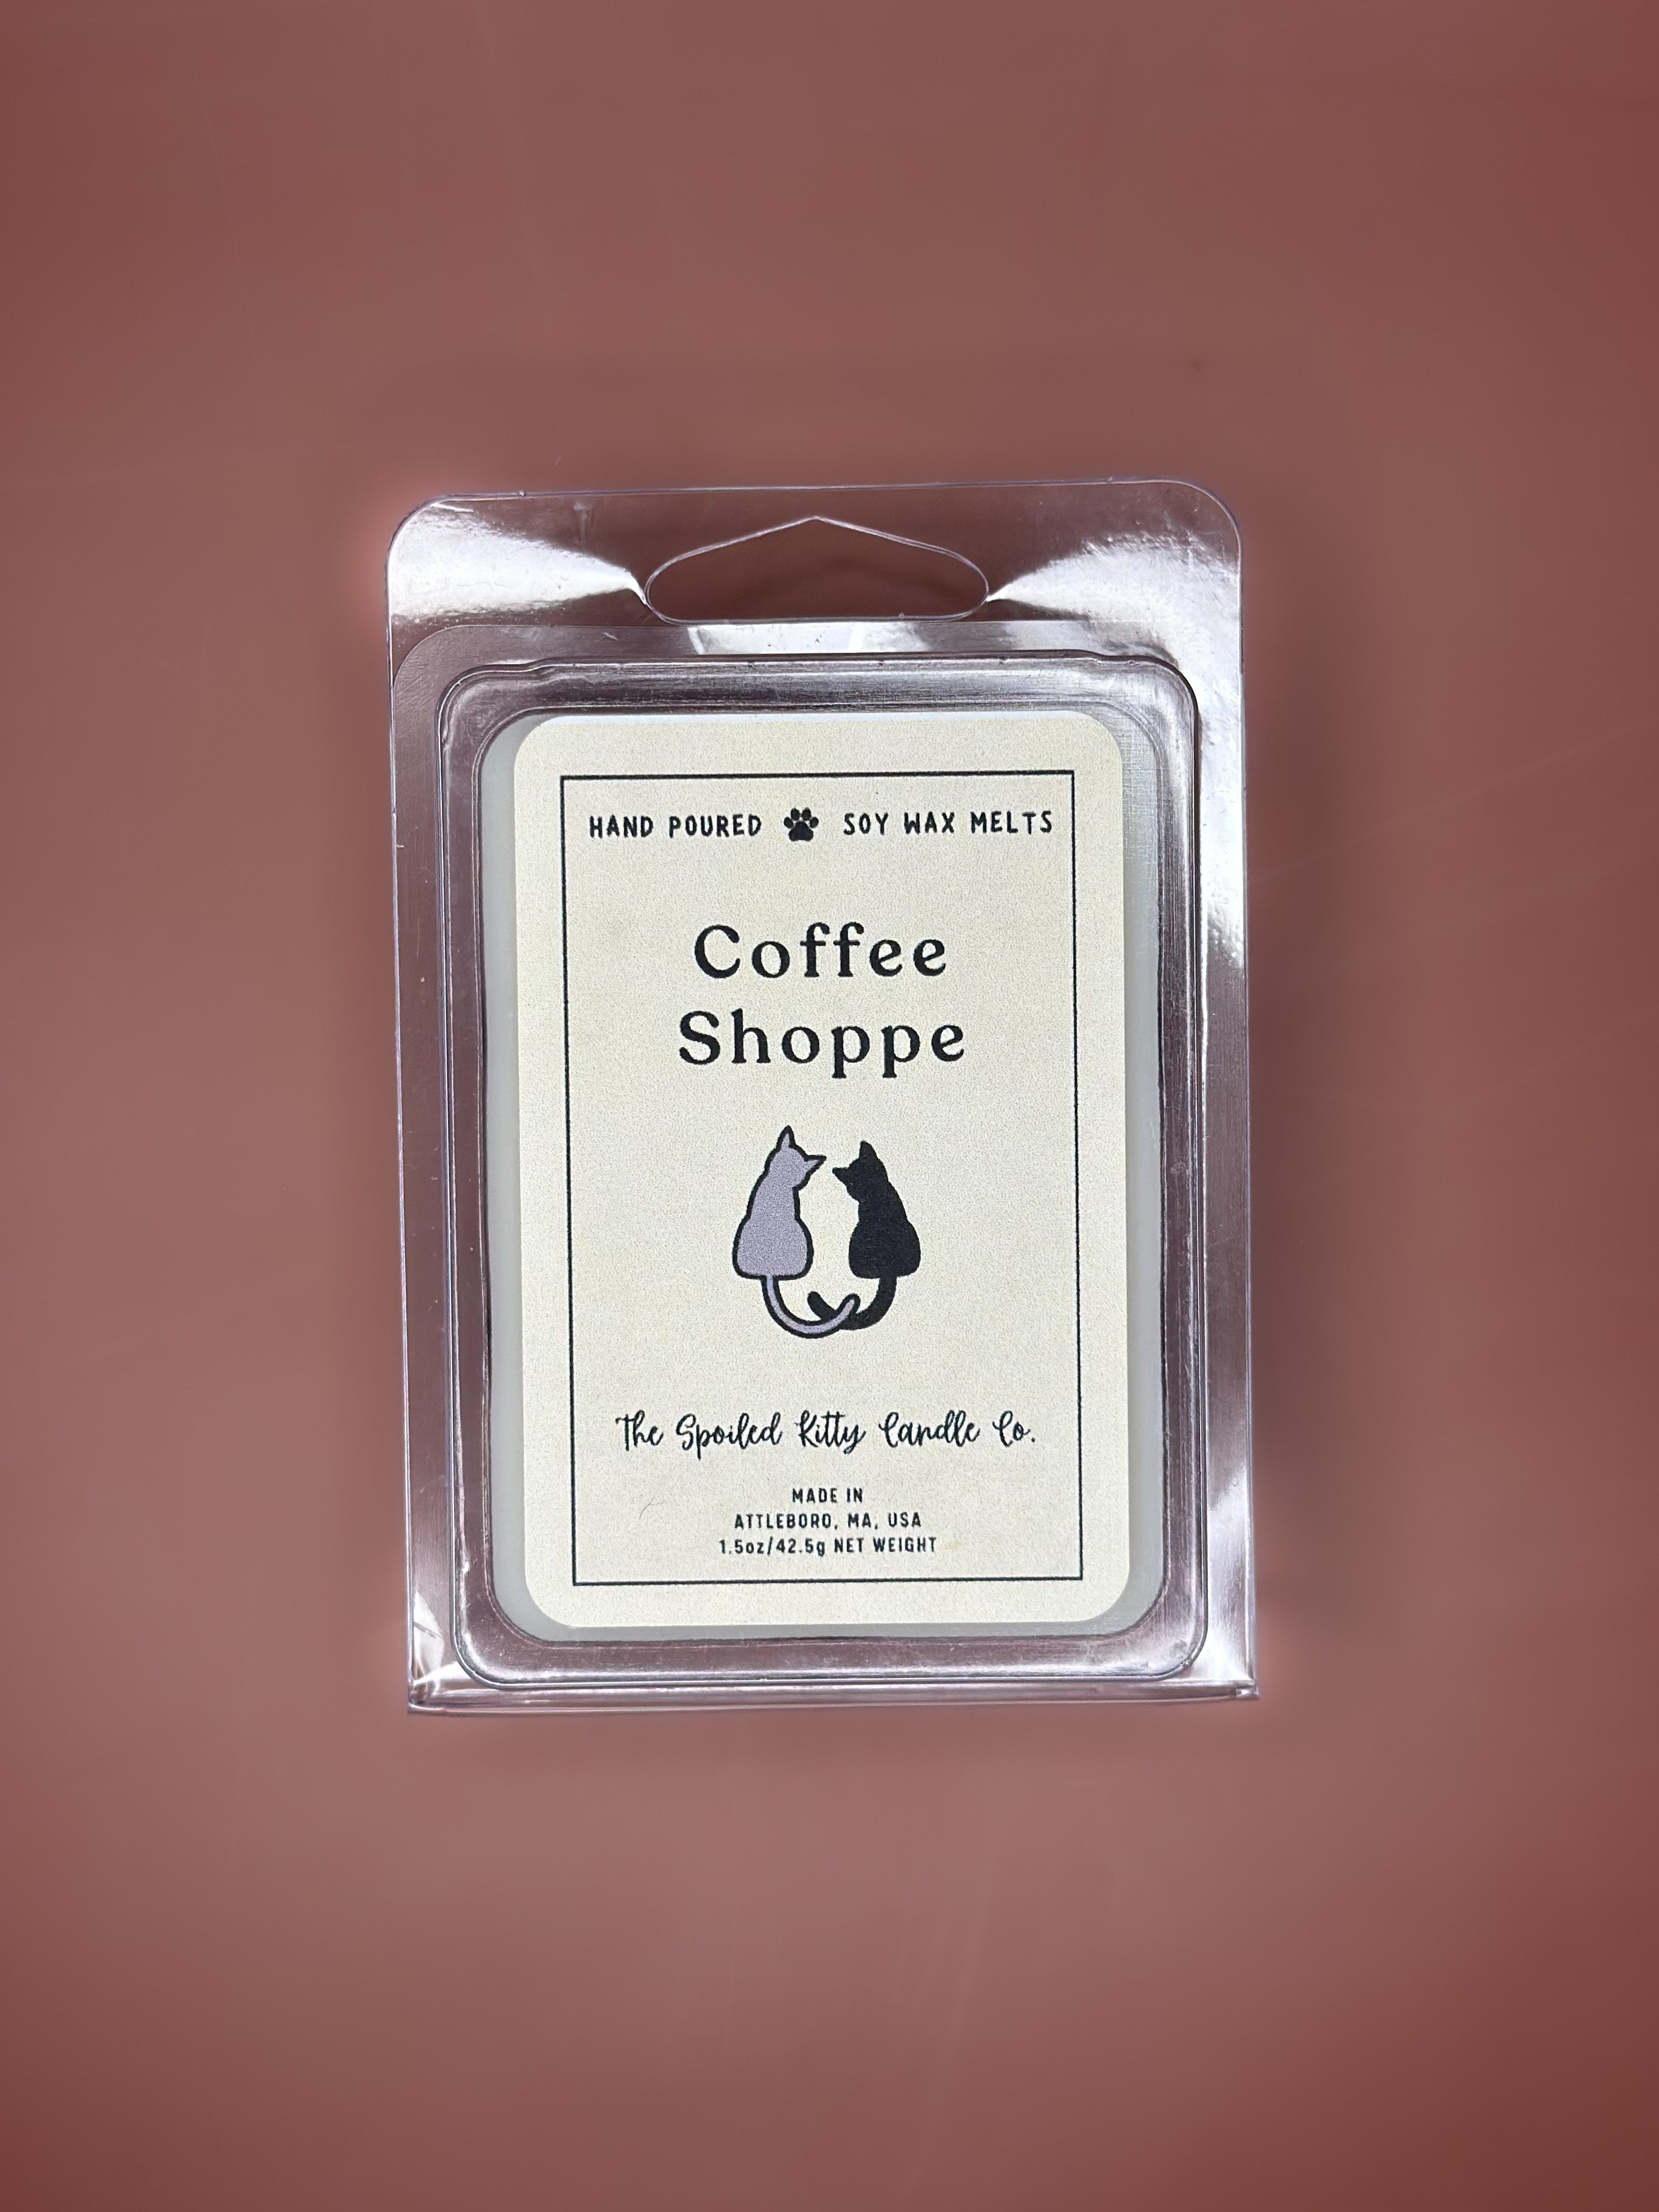 HAND POURED SOY WAX MELTS
Coffee
Shoppe
The Spoiled Kitty Candle Co.
MADE IN
ATTLEBORO, MA, USA
1.5oz/42.5g NET WEIGHT